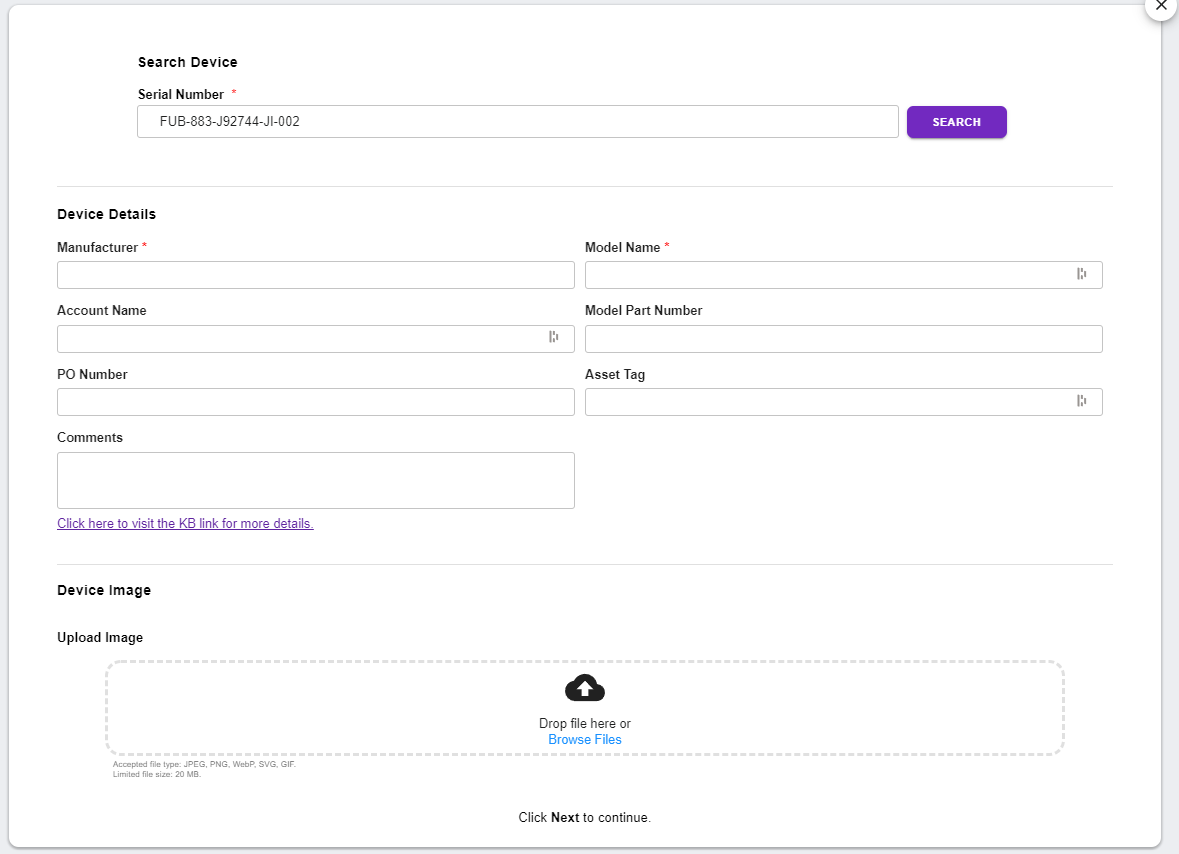 Search Device
Serial Number *
FUB-883-J92744-JI-002
SEARCH
Device Details
Manufacturer *
Model Name *
Account Name
Model Part Number
PO Number
Asset Tag
Comments
Click here to visit the KB link for more details.
Device Image
Upload Image
Drop file here or
Browse Files
Accepted file type: JPEG, PNG, WebP, SVG, GIF.
Limited file size: 20 MB.
Click Next to continue.